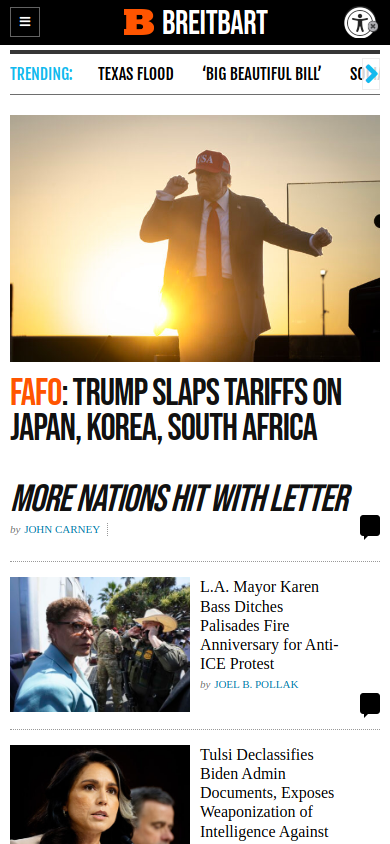 BREITBART
TRENDING:
TEXAS FLOOD
‘BIG BEAUTIFUL BILL’
USA
FAFO: TRUMP SLAPS TARIFFS ON
JAPAN, KOREA, SOUTH AFRICA
MORE NATIONS HIT WITH LETTER
by JOHN CARNEY
L.A. Mayor Karen
Bass Ditches
Palisades Fire
Anniversary for Anti-
ICE Protest
by JOEL B. POLLAK
Tulsi Declassifies
Biden Admin
Documents, Exposes
Weaponization of
Intelligence Against